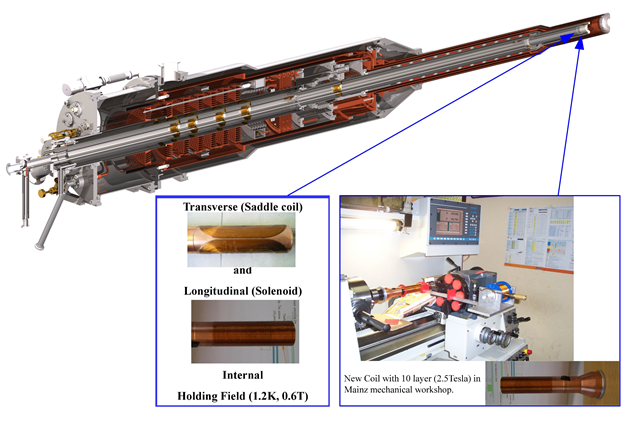 Transverse (Saddle coil)
and
Longitudinal (Solenoid)
Internal
Holding Field (1.2K, 0.6T)
New Coil with 10 layer (2.5Tesla) in
Mainz mechanical workshop.